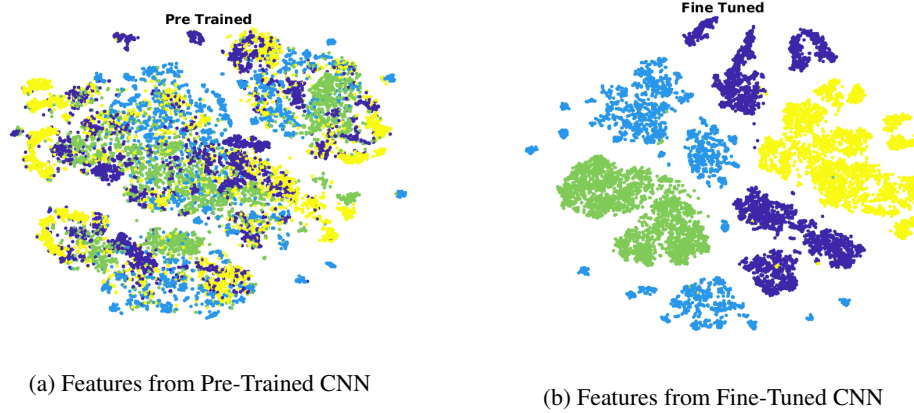 Pre Trained
Fine Tuned
(a) Features from Pre-Trained CNN
(b) Features from Fine-Tuned CNN